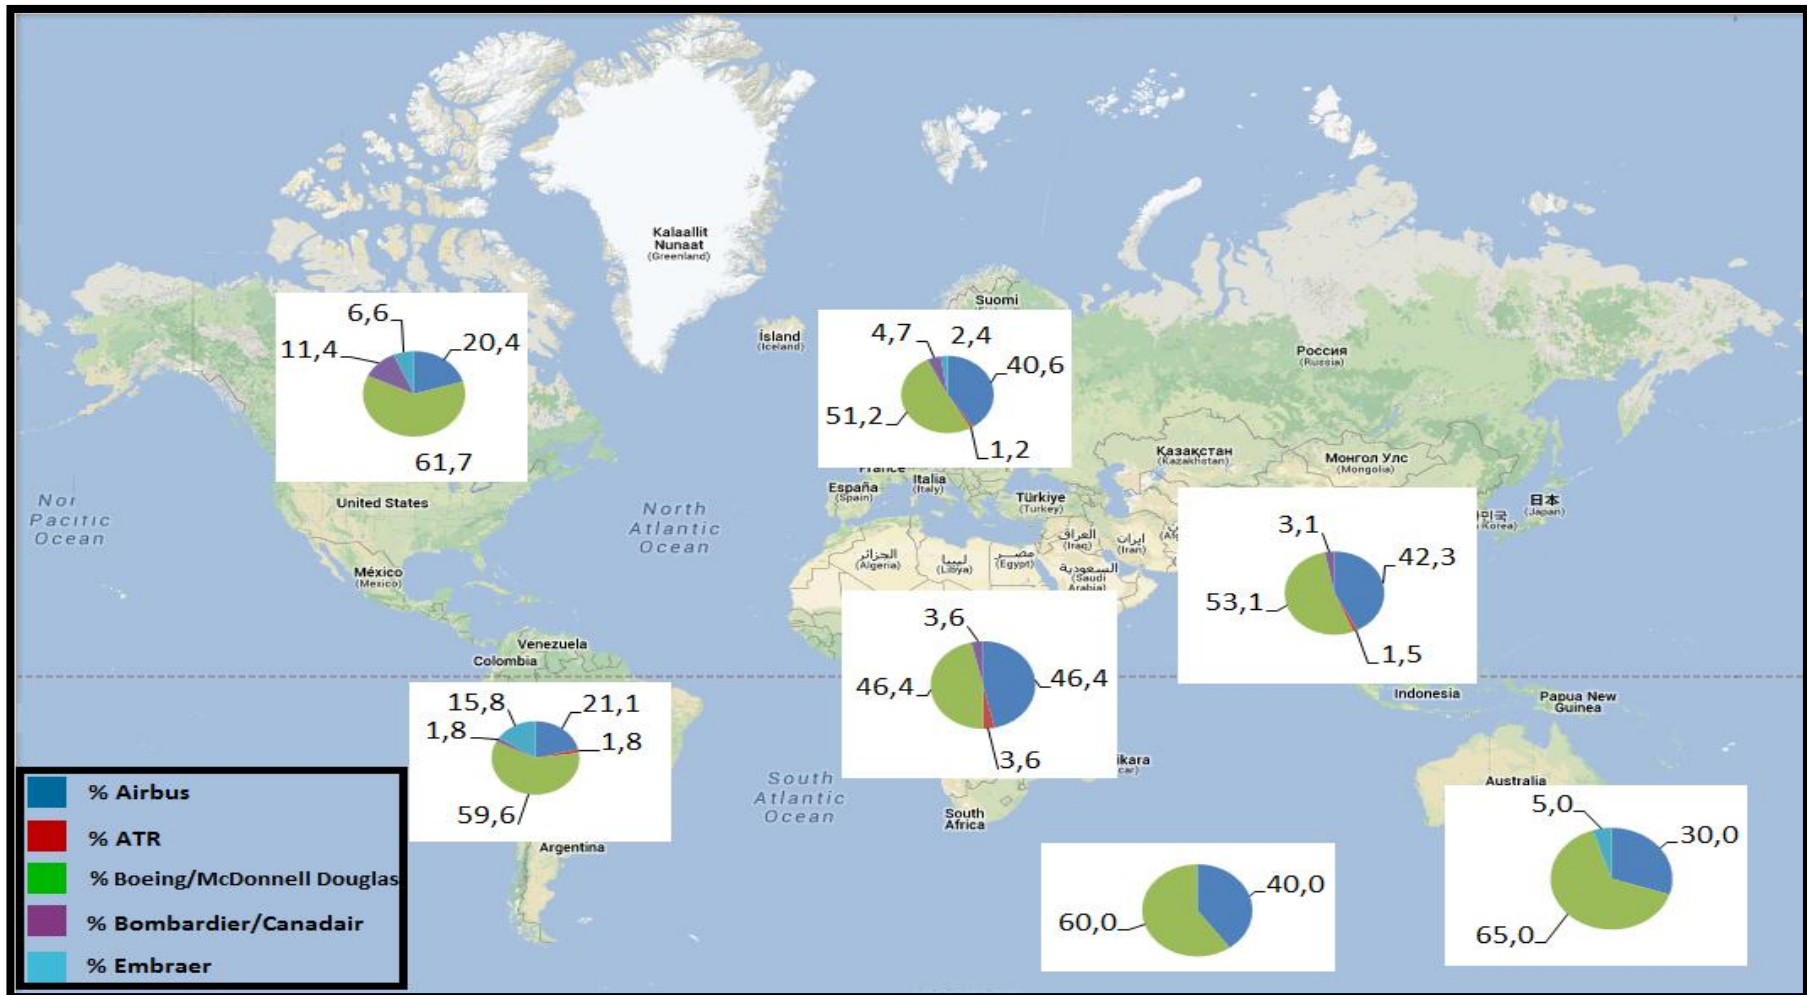 Kalaallit
Nunaat
(Greenland)
Suomi
Ísland
(Iceland)
Россия
(Russia)
6,6
20,4
11,4
61,7
4,7
2,4
40,6
51,2
1,2
Қазақстан
(Kazakhstan)
Монгол Улс
(Mongolia)
France
Italia
(Italy)
España
(Spain)
Türkiye
(Turkey)
日本
(Japan)
Korea)
United States
Pacific
Ocean
North
Atlantic
Ocean
México
(Mexico)
الجزائر
(Algeria)
ليبيا
(Libya)
مصر
(Egypt)
العراق
(Iraq)
ایران
(Iran)
السعودية
(Saudi
Arabia)
3,1
42,3
53,1
1,5
3,6
46,4
46,4
3,6
Venezuela
Colombia
Indonesia
Papua New
Guinea
15,8
21,1
1,8
1,8
59,6
South
Atlantic
Ocean
South
Africa
Argentina
Australia
5,0
30,0
65,0
40,0
60,0
% Airbus
% ATR
% Boeing/McDonnell Douglas
% Bombardier/Canadair
% Embraer